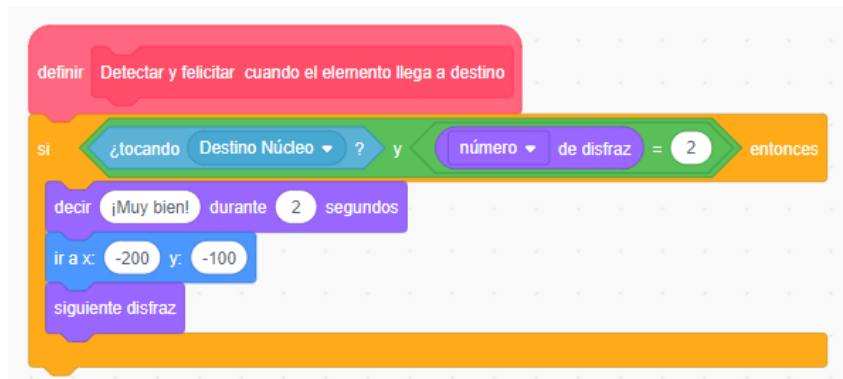 definir Detectar y felicitar cuando el elemento llega a destino
si ¿tocando Destino Núcleo ? y número de disfraz = 2 entonces
decir ¡Muy bien! durante 2 segundos
ir a x: -200 y: -100
siguiente disfraz